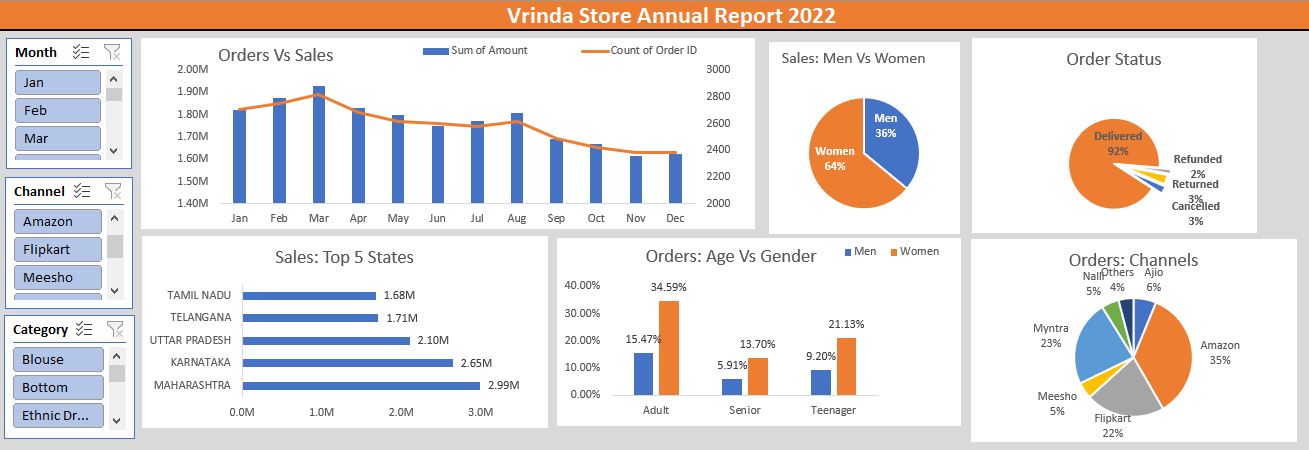 Vrinda Store Annual Report 2022
Month
Jan
Feb
Mar
Channel
Amazon
Flipkart
Meesho
Category
Blouse
Bottom
Ethnic Dr...
Orders Vs Sales
Sum of Amount
Count of Order ID
2.00M
1.90M
1.80M
1.70M
1.60M
1.50M
1.40M
3000
2800
2600
2400
2200
2000
Jan Feb Mar Apr May Jun Jul Aug Sep Oct Nov Dec
Sales: Men Vs Women
Men
36%
Women
64%
Order Status
Delivered
92%
Refunded
2%
Returned
3%
Cancelled
3%
Sales: Top 5 States
TAMIL NADU 1.68M
TELANGANA 1.71M
UTTAR PRADESH 2.10M
KARNATAKA 2.65M
MAHARASHTRA 2.99M
0.0M 1.0M 2.0M 3.0M
Orders: Age Vs Gender
Men Women
40.00%
30.00%
20.00%
10.00%
0.00%
15.47% 34.59%
5.91% 13.70%
9.20% 21.13%
Adult Senior Teenager
Orders: Channels
Nalli
5%
Others
4%
Ajio
6%
Myntra
23%
Amazon
35%
Meesho
5%
Flipkart
22%